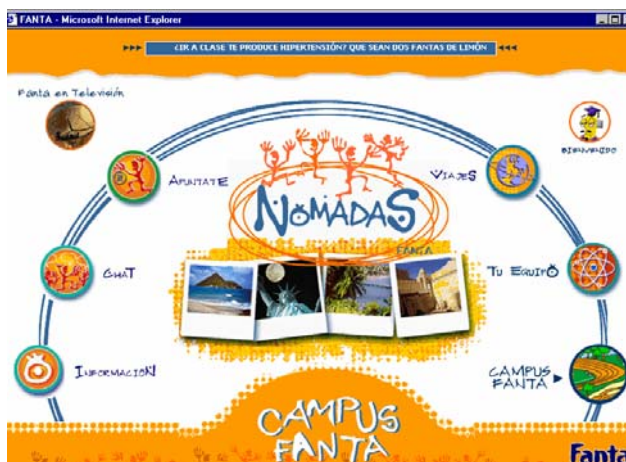 FANTA - Microsoft Internet Explorer
¿IR A CLASE TE PRODUCE HIPERTENSIÓN? QUE SEAN DOS FANTAS DE LIMÓN
Fanta en Televisión
BIENVENIDO
APUNTATE
VIAJES
NOMADAS
FANTA
CHAT
TU EQUIPO
INFORMACION
CAMPUS
FANTA
CAMPUS
FANTA
Fanta